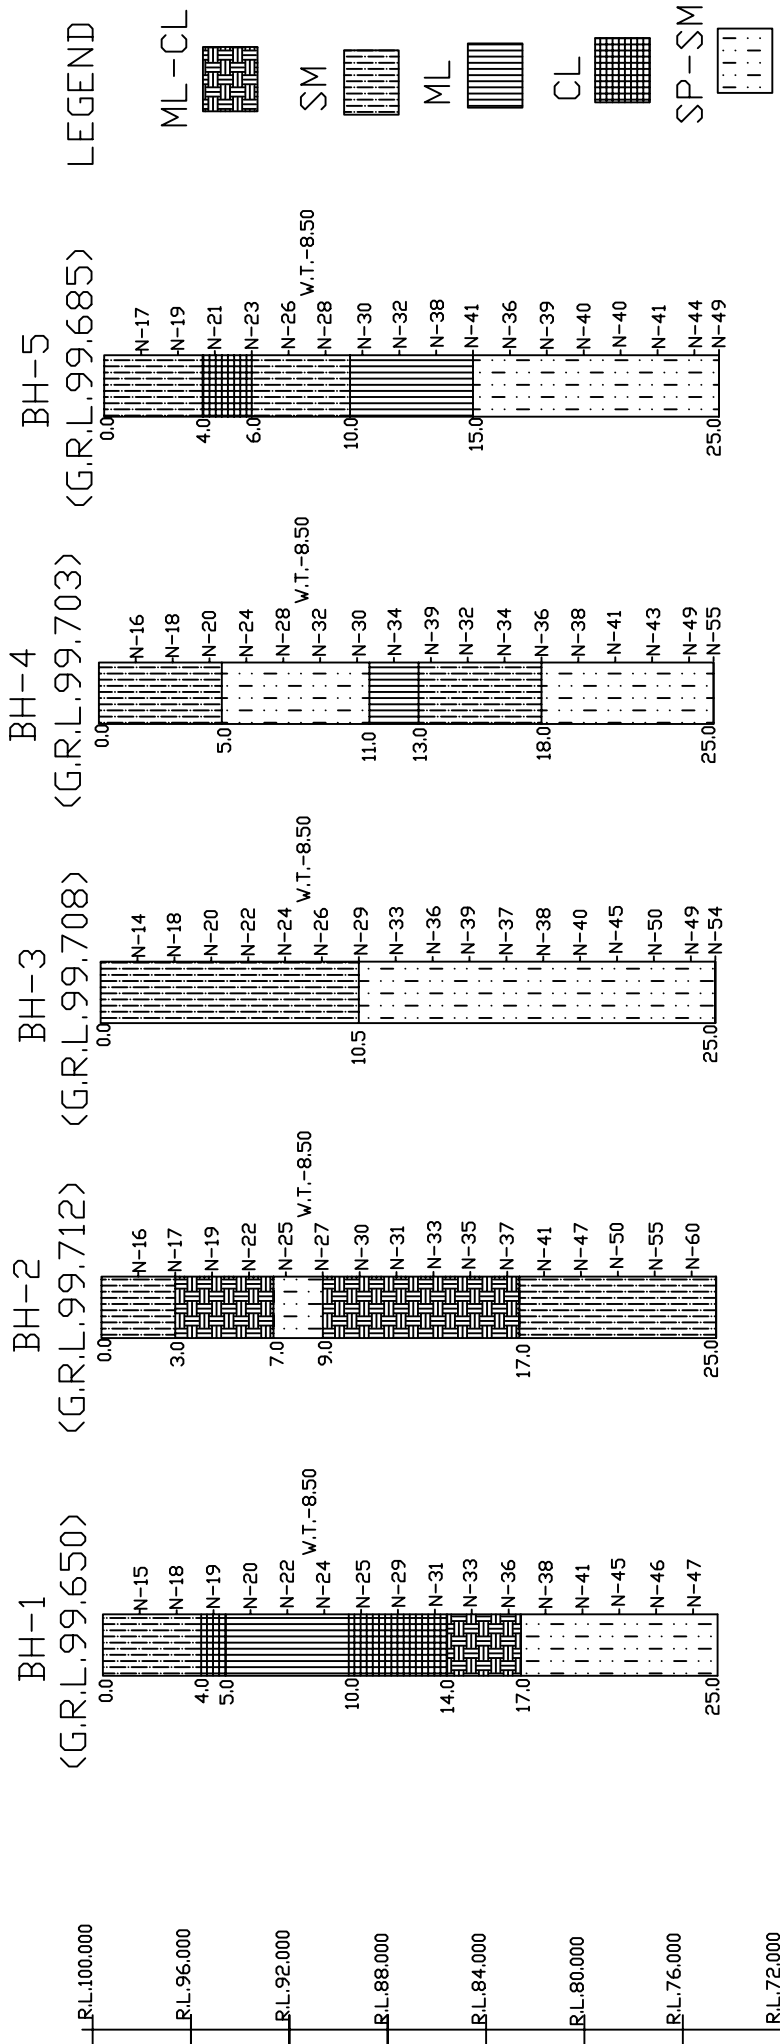 BH-1
(G.R.L.99.650)
0.0
4.0
5.0
10.0
14.0
17.0
25.0
N-15
N-18
N-19
N-20
N-22
N-24
N-25
N-29
N-31
N-33
N-36
N-38
N-41
N-45
N-46
N-47
W.T.-8.50
BH-2
(G.R.L.99.712)
0.0
3.0
7.0
9.0
17.0
25.0
N-16
N-17
N-19
N-22
N-25
N-27
N-30
N-31
N-33
N-35
N-37
N-41
N-47
N-50
N-55
N-60
W.T.-8.50
BH-3
(G.R.L.99.708)
0.0
10.5
25.0
N-14
N-18
N-20
N-22
N-24
N-26
N-29
N-33
N-36
N-39
N-37
N-38
N-40
N-45
N-50
N-49
N-54
W.T.-8.50
BH-4
(G.R.L.99.703)
0.0
5.0
11.0
13.0
18.0
25.0
N-16
N-18
N-20
N-24
N-28
N-32
N-30
N-34
N-39
N-32
N-34
N-36
N-38
N-41
N-43
N-49
N-55
W.T.-8.50
BH-5
(G.R.L.99.685)
0.0
4.0
6.0
10.0
15.0
25.0
N-17
N-19
N-21
N-23
N-26
N-28
N-30
N-32
N-38
N-41
N-36
N-39
N-40
N-40
N-41
N-44
N-49
W.T.-8.50
LEGEND
ML-CL
SM
ML
CL
SP-SM
R.L.100.000
R.L.96.000
R.L.92.000
R.L.88.000
R.L.84.000
R.L.80.000
R.L.76.000
R.L.72.000